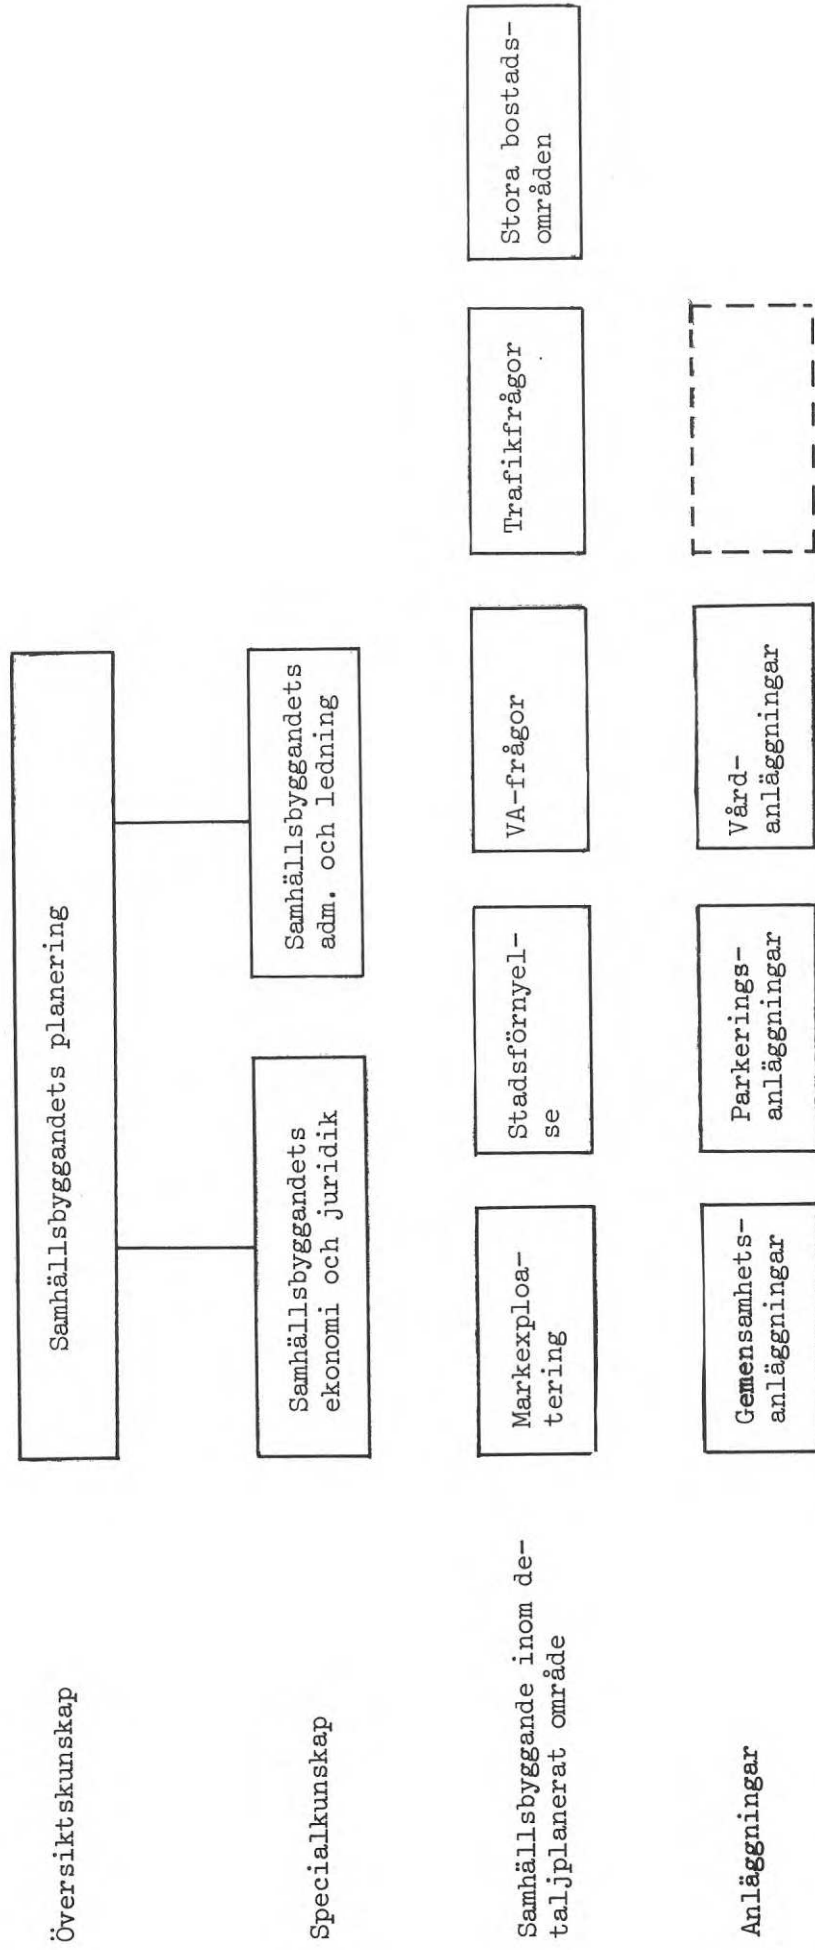 Översiktskunskap
Samhällsbyggandets planering
Specialkunskap
Samhällsbyggandets
ekonomi och juridik
Samhällsbyggandets
adm. och ledning
Samhällsbyggande inom de-
taljplanerat område
Markexploa-
tering
Stadsförnyel-
se
VA-frågor
Trafikfrågor
Stora bostads-
områden
Anläggningar
Gemensamhets-
anläggningar
Parkerings-
anläggningar
Vård-
anläggningar